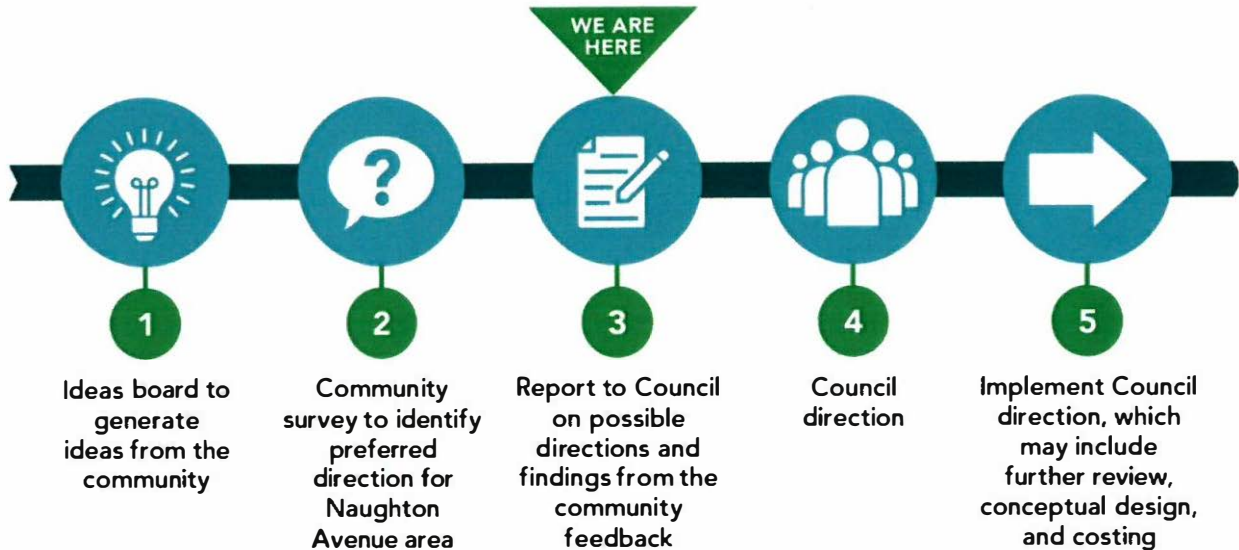 WE ARE
HERE
?
1
Ideas board to
generate
ideas from the
community
2
Community
survey to identify
preferred
direction for
Naughton
Avenue area
3
Report to Council
on possible
directions and
findings from the
community
feedback
4
Council
direction
5
Implement Council
direction, which
may include
further review,
conceptual design,
and costing